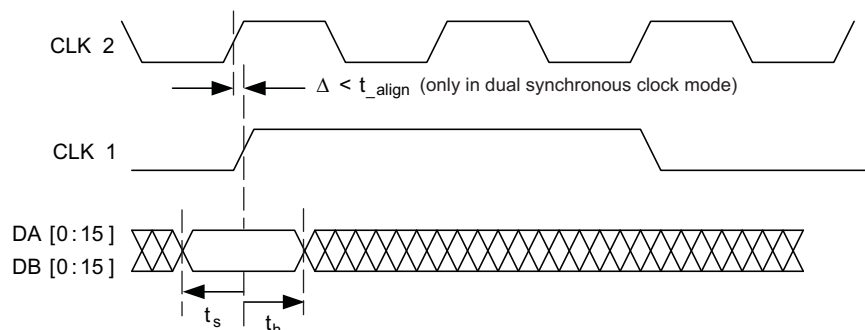 CLK 2
Δ < t_align (only in dual synchronous clock mode)
CLK 1
DA [0:15]
DB [0:15]
t_s
t_h